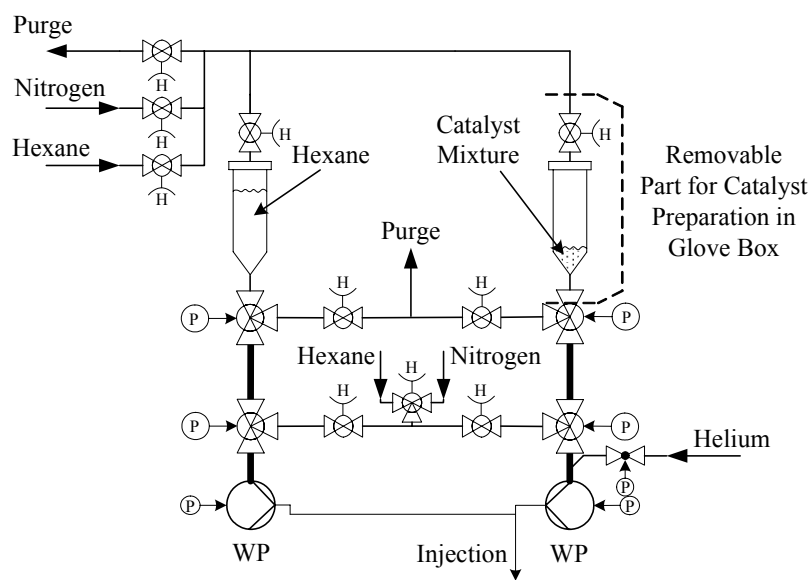 Purge
H
Nitrogen
H
Hexane
H
H
Hexane
Catalyst
Mixture
H
Removable
Part for Catalyst
Preparation in
Glove Box
Purge
H
H
P
P
Hexane
Nitrogen
H
H
H
P
P
Helium
P
P
P
WP
Injection
WP